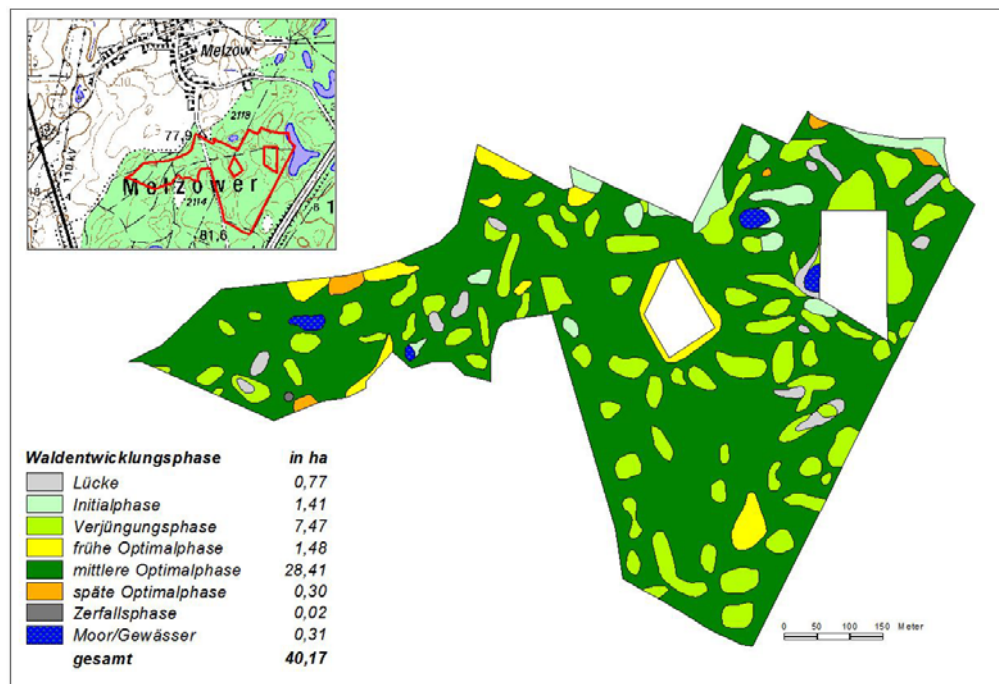 Melzow
110 kV
77,9
2118
Melzower
2114
81,6
Waldentwicklungsphase in ha
Lücke 0,77
Initialphase 1,41
Verjüngungsphase 7,47
frühe Optimalphase 1,48
mittlere Optimalphase 28,41
späte Optimalphase 0,30
Zerfallsphase 0,02
Moor/Gewässer 0,31
gesamt 40,17
0 50 100 150 Meter